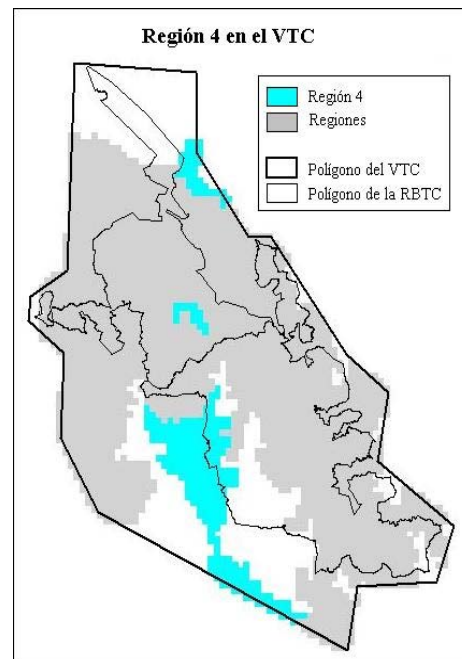 Región 4 en el VTC
Región 4
Regiones
Polígono del VTC
Polígono de la RBTC